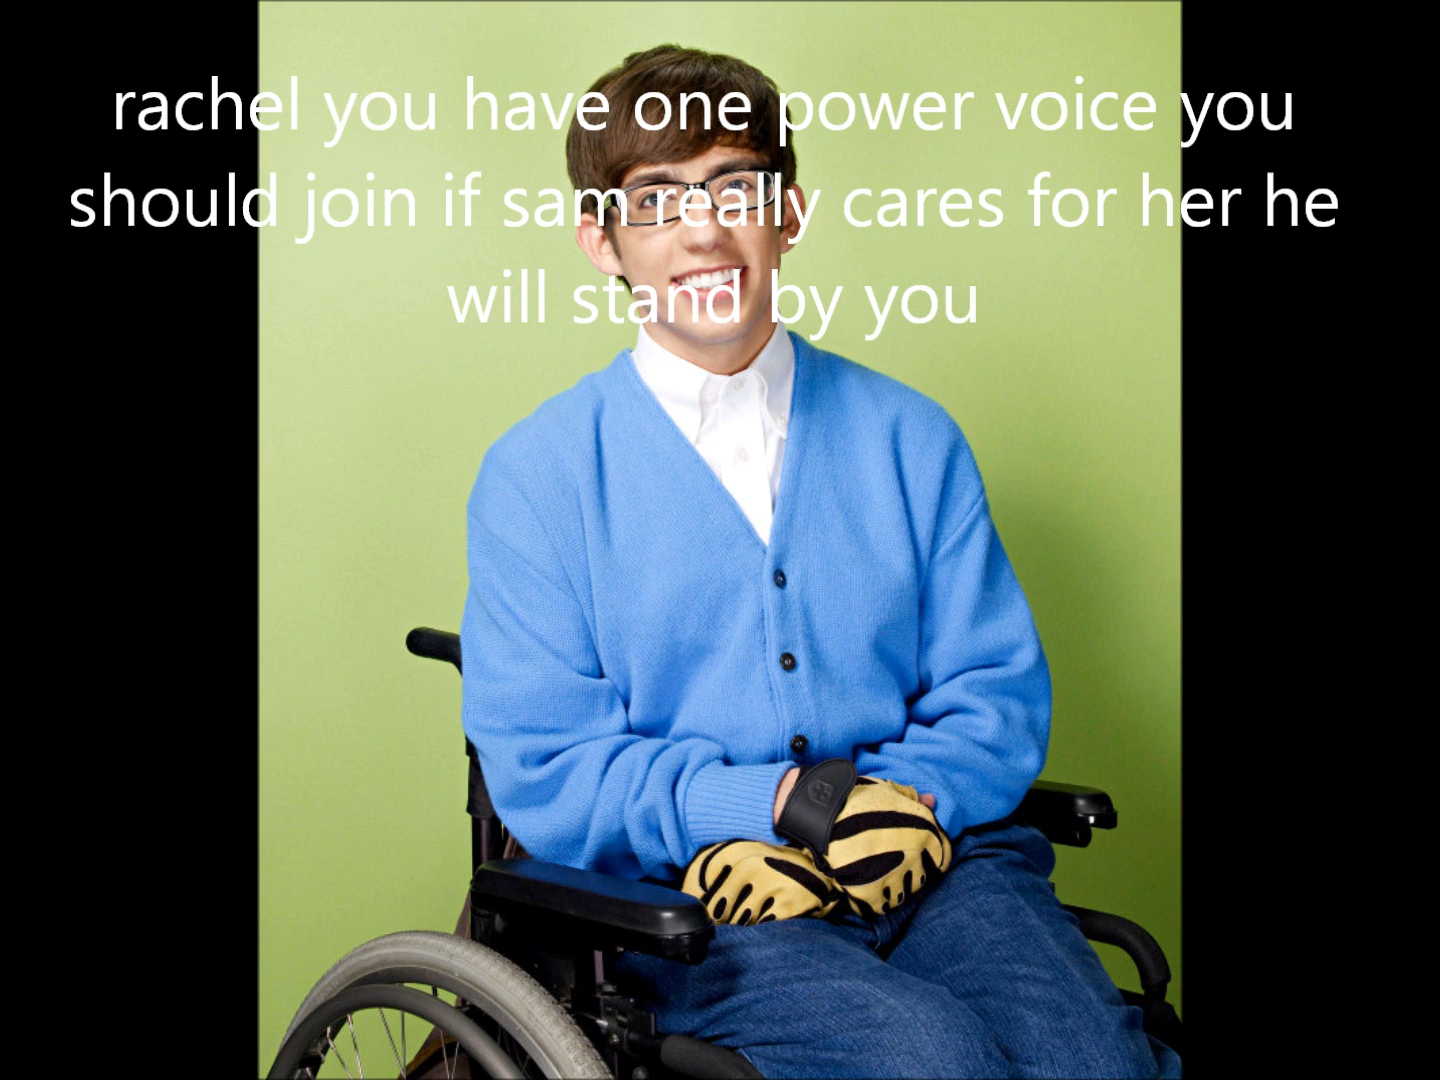 rachel you have one power voice you
should join if sam really cares for her he
will stand by you